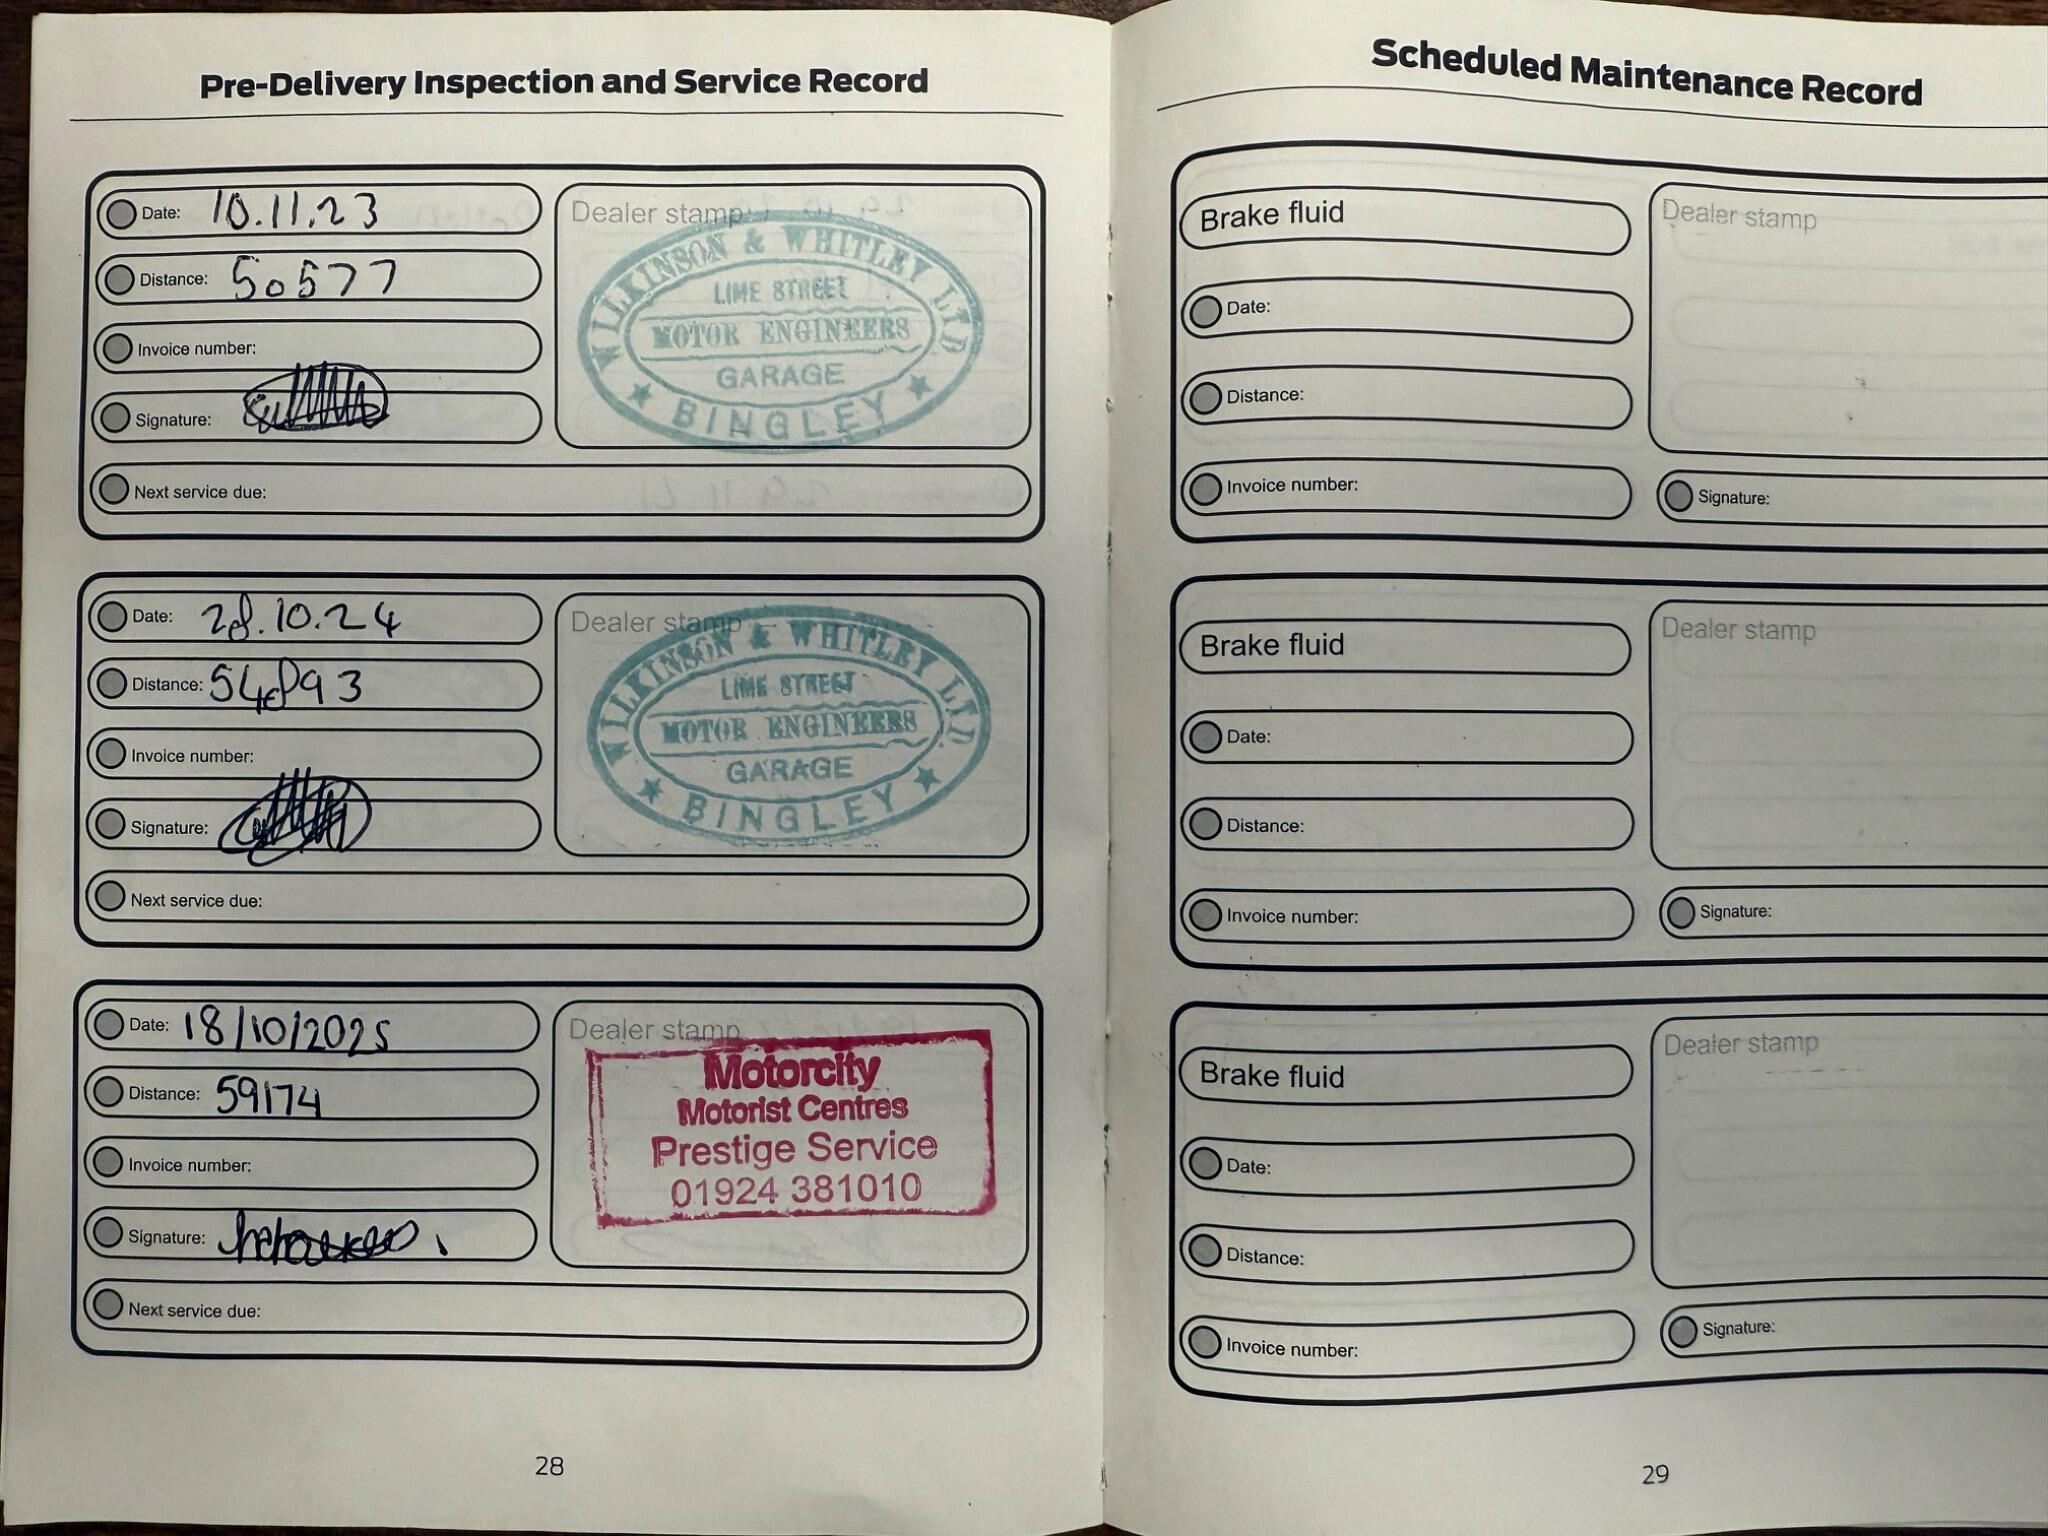 Pre-Delivery Inspection and Service Record
Date: 10.11.23
Distance: 50577
Invoice number:
Signature:
Next service due:
Dealer stamp
WILKINSON & WHITLEY LTD
LIME STREET
MOTOR ENGINEERS
GARAGE
★ BINGLEY ★
Date: 28.10.24
Distance: 54893
Invoice number:
Signature:
Next service due:
Dealer stamp
WILKINSON & WHITLEY LTD
LIME STREET
MOTOR ENGINEERS
GARAGE
★ BINGLEY ★
Date: 18/10/2025
Distance: 59174
Invoice number:
Signature:
Next service due:
Dealer stamp
Motorcity
Motorist Centres
Prestige Service
01924 381010
28
Scheduled Maintenance Record
Brake fluid
Date:
Distance:
Invoice number:
Dealer stamp
Signature:
Brake fluid
Date:
Distance:
Invoice number:
Dealer stamp
Signature:
Brake fluid
Date:
Distance:
Invoice number:
Dealer stamp
Signature:
29